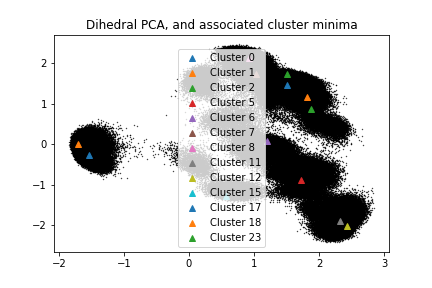 Dihedral PCA, and associated cluster minima
2
1
0
−1
−2
−2
−1
0
1
2
3
Cluster 0
Cluster 1
Cluster 2
Cluster 5
Cluster 6
Cluster 7
Cluster 8
Cluster 11
Cluster 12
Cluster 15
Cluster 17
Cluster 18
Cluster 23